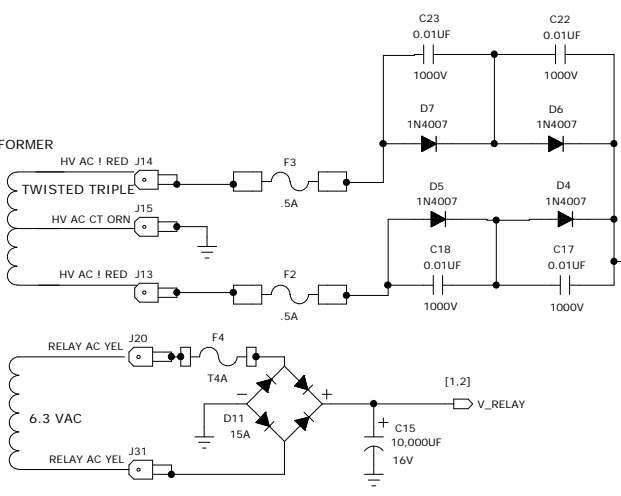 C23
0.01UF
1000V
C22
0.01UF
1000V
D7
1N4007
D6
1N4007
FORMER
HV AC ! RED
J14
F3
.5A
TWISTED TRIPLE
J15
HV AC CT ORN
D5
1N4007
D4
1N4007
C18
0.01UF
1000V
C17
0.01UF
1000V
HV AC ! RED
J13
F2
.5A
RELAY AC YEL
J20
F4
T4A
6.3 VAC
−
+
D11
15A
[1,2]
V_RELAY
+
C15
10,000UF
16V
RELAY AC YEL
J31